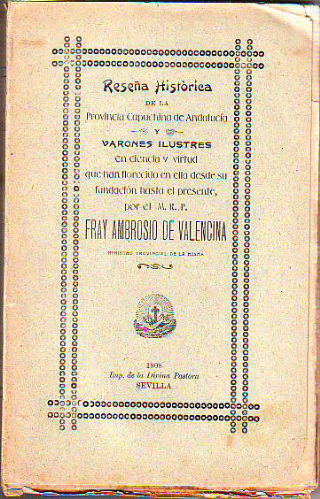 Reseña Històrica
DE LA
Provincia Capuchina de Andalucía
Y
VARONES ILUSTRES
en ciencia y virtud
que han florecido en ella desde su
fundación hasta el presente,
por el M. R. P.
FRAY AMBROSIO DE VALENCINA
MINISTRO PROVINCIAL DE LA MISMA
1906
Imp. de la Divina Pastora
SEVILLA